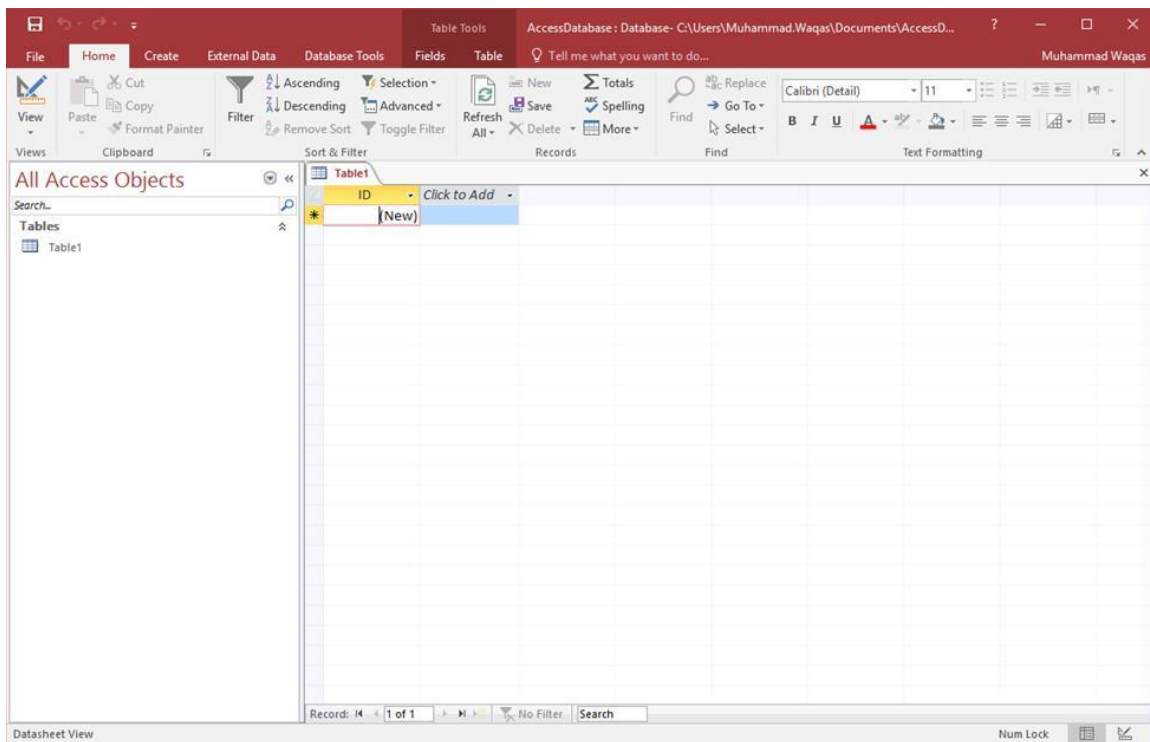 Table Tools
AccessDatabase : Database- C:\Users\Muhammad.Waqas\Documents\AccessD...
?
File Home Create External Data Database Tools Fields Table Tell me what you want to do... Muhammad Waqas
View
Paste
Cut
Copy
Format Painter
Filter
Ascending
Descending
Remove Sort
Selection
Advanced
Toggle Filter
Refresh
All
New
Save
Delete
Totals
Spelling
More
Find
Replace
Go To
Select
Calibri (Detail) 11
B I U A
Views Clipboard Sort & Filter Records Find Text Formatting
All Access Objects
Search...
Tables
Table1
Table1
ID Click to Add
(New)
Record: 1 of 1 No Filter Search
Datasheet View Num Lock